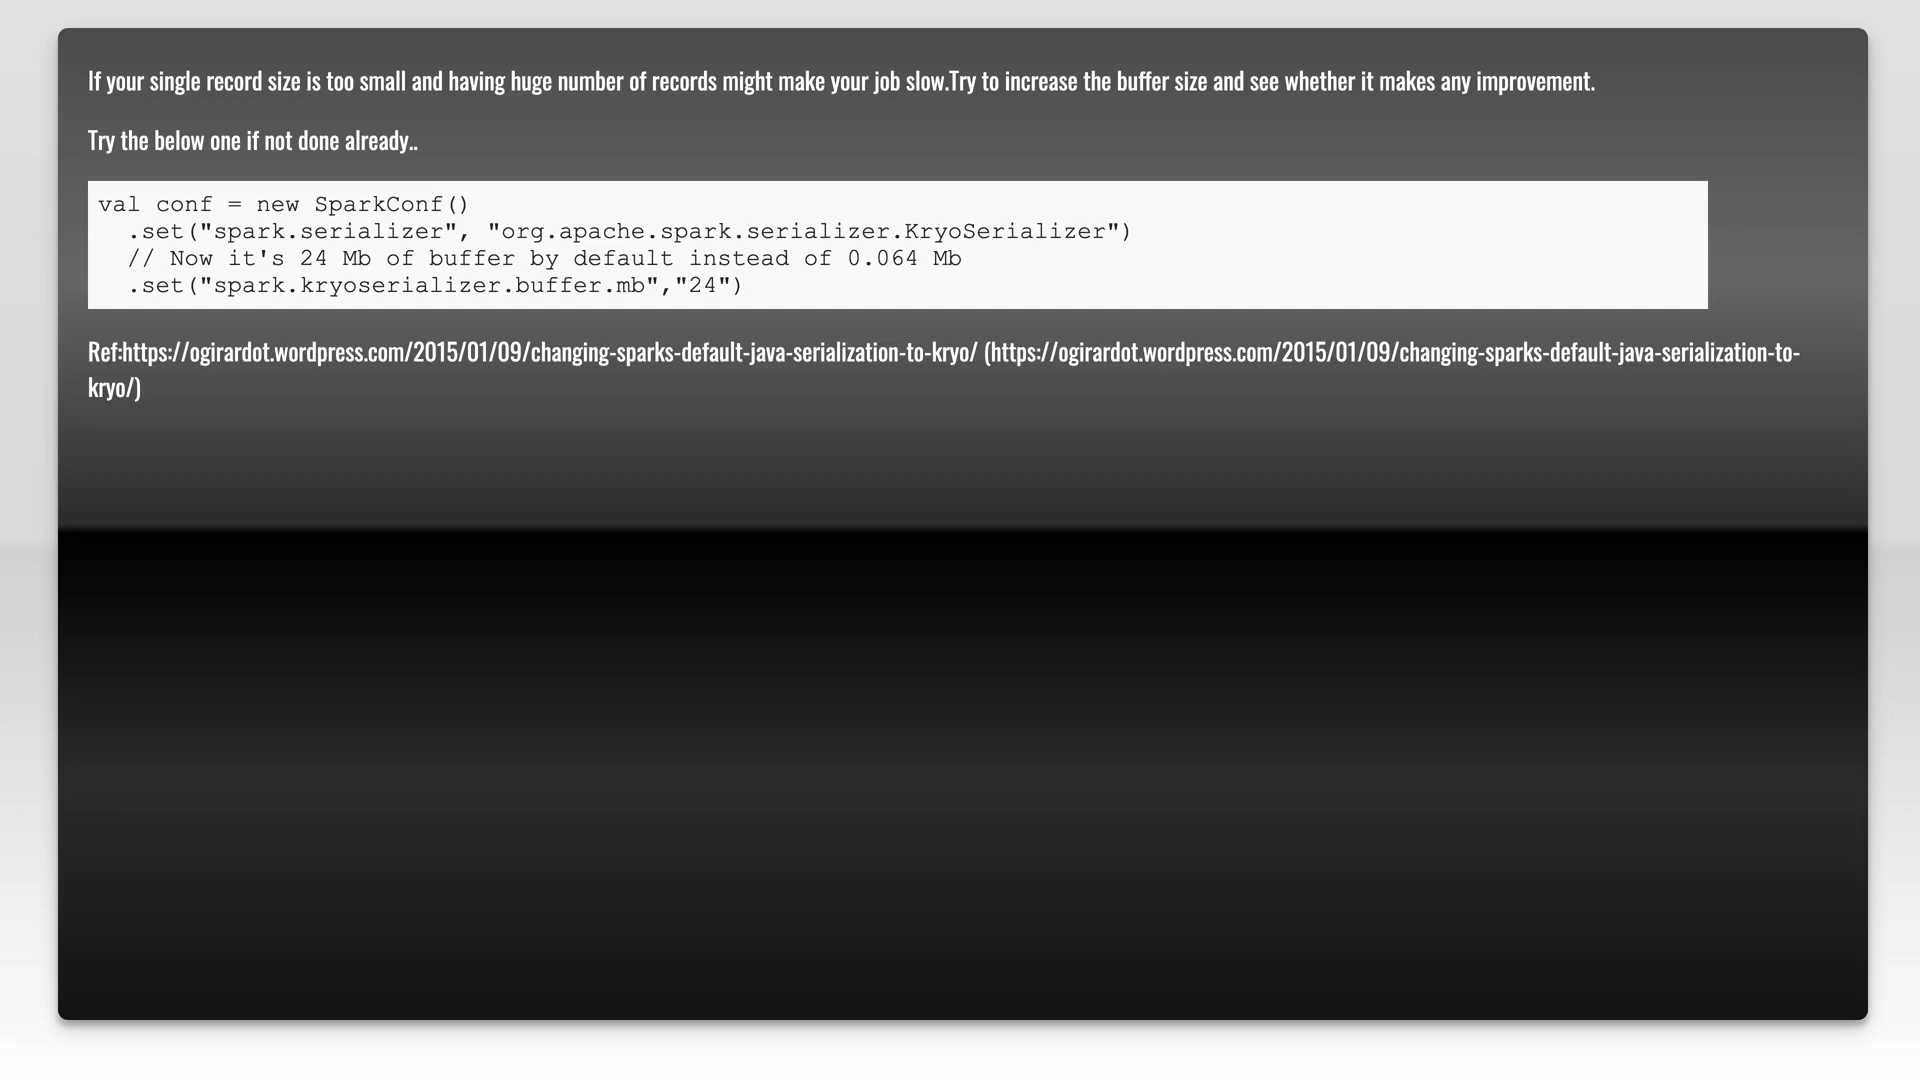 If your single record size is too small and having huge number of records might make your job slow.Try to increase the buffer size and see whether it makes any improvement.
Try the below one if not done already..
val conf = new SparkConf()
  .set("spark.serializer", "org.apache.spark.serializer.KryoSerializer")
  // Now it's 24 Mb of buffer by default instead of 0.064 Mb
  .set("spark.kryoserializer.buffer.mb","24")
Ref:https://ogirardot.wordpress.com/2015/01/09/changing-sparks-default-java-serialization-to-kryo/ (https://ogirardot.wordpress.com/2015/01/09/changing-sparks-default-java-serialization-to-
kryo/)